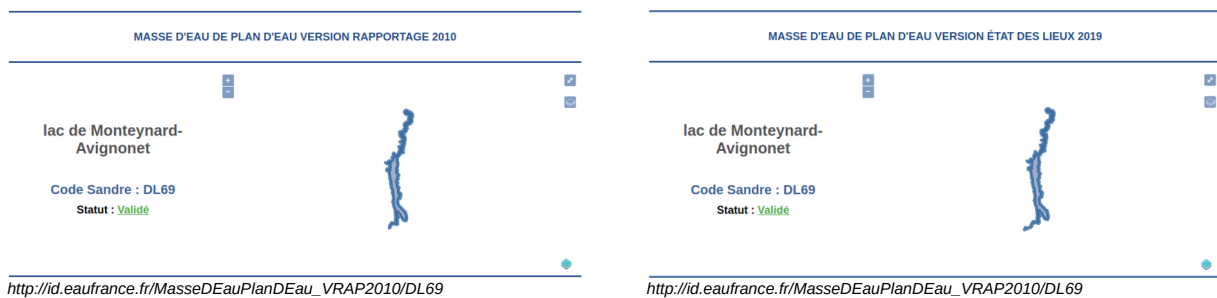 MASSE D'EAU DE PLAN D'EAU VERSION RAPPORTAGE 2010
+
−
lac de Monteynard-
Avignonet
Code Sandre : DL69
Statut : Validé
http://id.eaufrance.fr/MasseDEauPlanDEau_VRAP2010/DL69
MASSE D'EAU DE PLAN D'EAU VERSION ÉTAT DES LIEUX 2019
+
−
lac de Monteynard-
Avignonet
Code Sandre : DL69
Statut : Validé
http://id.eaufrance.fr/MasseDEauPlanDEau_VRAP2010/DL69